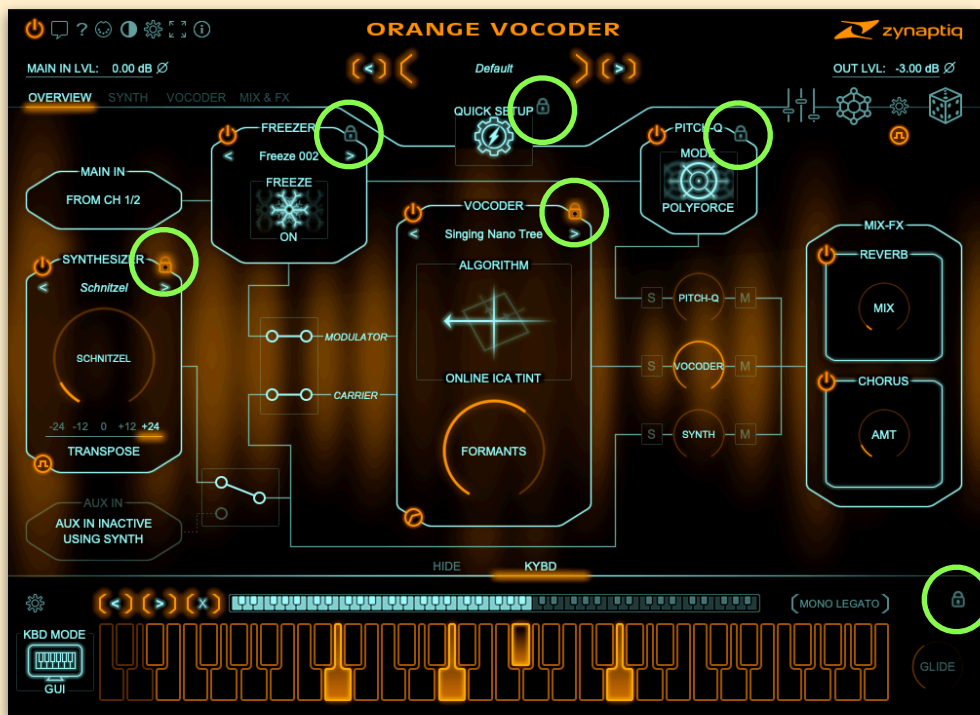 ORANGE VOCODER
zynaptiq
?
MAIN IN LVL: 0.00 dB Ø
< Default >
OUT LVL: -3.00 dB Ø
OVERVIEW SYNTH VOCODER MIX & FX
QUICK SETUP
FREEZER
< Freeze 002 >
FREEZE
ON
PITCH-Q
MODE
POLYFORCE
MAIN IN
FROM CH 1/2
SYNTHESIZER
< Schnitzel >
SCHNITZEL
-24 -12 0 +12 +24
TRANSPOSE
AUX IN
AUX IN INACTIVE
USING SYNTH
MODULATOR
CARRIER
VOCODER
< Singing Nano Tree >
ALGORITHM
ONLINE ICA TINT
FORMANTS
S PITCH-Q M
S VOCODER M
S SYNTH M
MIX-FX
REVERB
MIX
CHORUS
AMT
HIDE KYBD
< > X
MONO LEGATO
KBD MODE
GUI
GLIDE